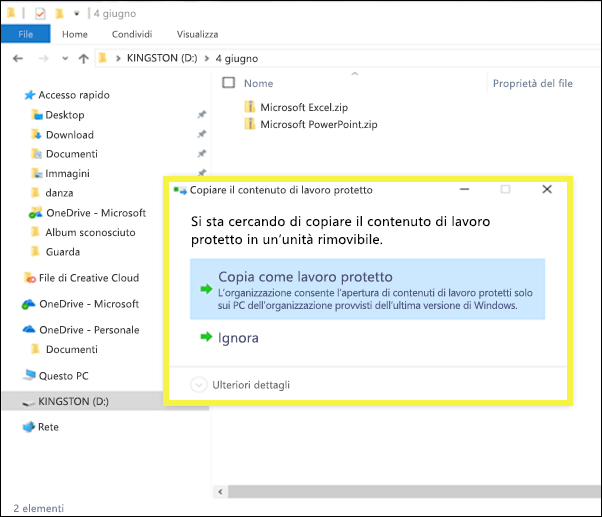 4 giugno
File
Home
Condividi
Visualizza
KINGSTON (D:) > 4 giugno
Nome
Proprietà del file
Accesso rapido
Desktop
Download
Documenti
Immagini
danza
OneDrive - Microsoft
Album sconosciuto
Guarda
File di Creative Cloud
OneDrive - Microsoft
OneDrive - Personale
Documenti
Questo PC
KINGSTON (D:)
Rete
Microsoft Excel.zip
Microsoft PowerPoint.zip
Copiare il contenuto di lavoro protetto
Si sta cercando di copiare il contenuto di lavoro
protetto in un'unità rimovibile.
Copia come lavoro protetto
L'organizzazione consente l'apertura di contenuti di lavoro protetti solo
sui PC dell'organizzazione provvisti dell'ultima versione di Windows.
Ignora
Ulteriori dettagli
2 elementi